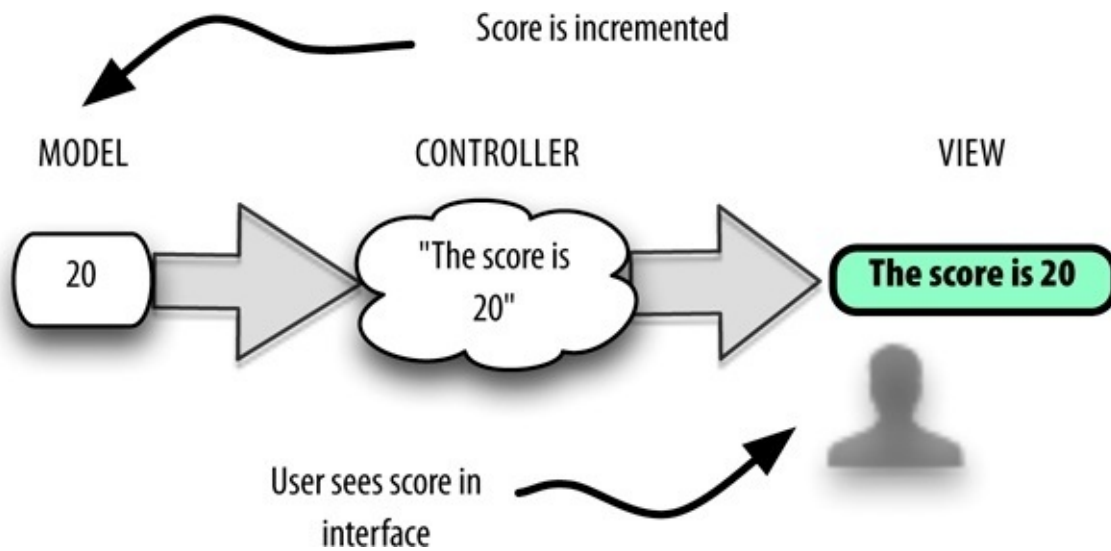 Score is incremented
MODEL
CONTROLLER
VIEW
20
"The score is
20"
The score is 20
User sees score in
interface